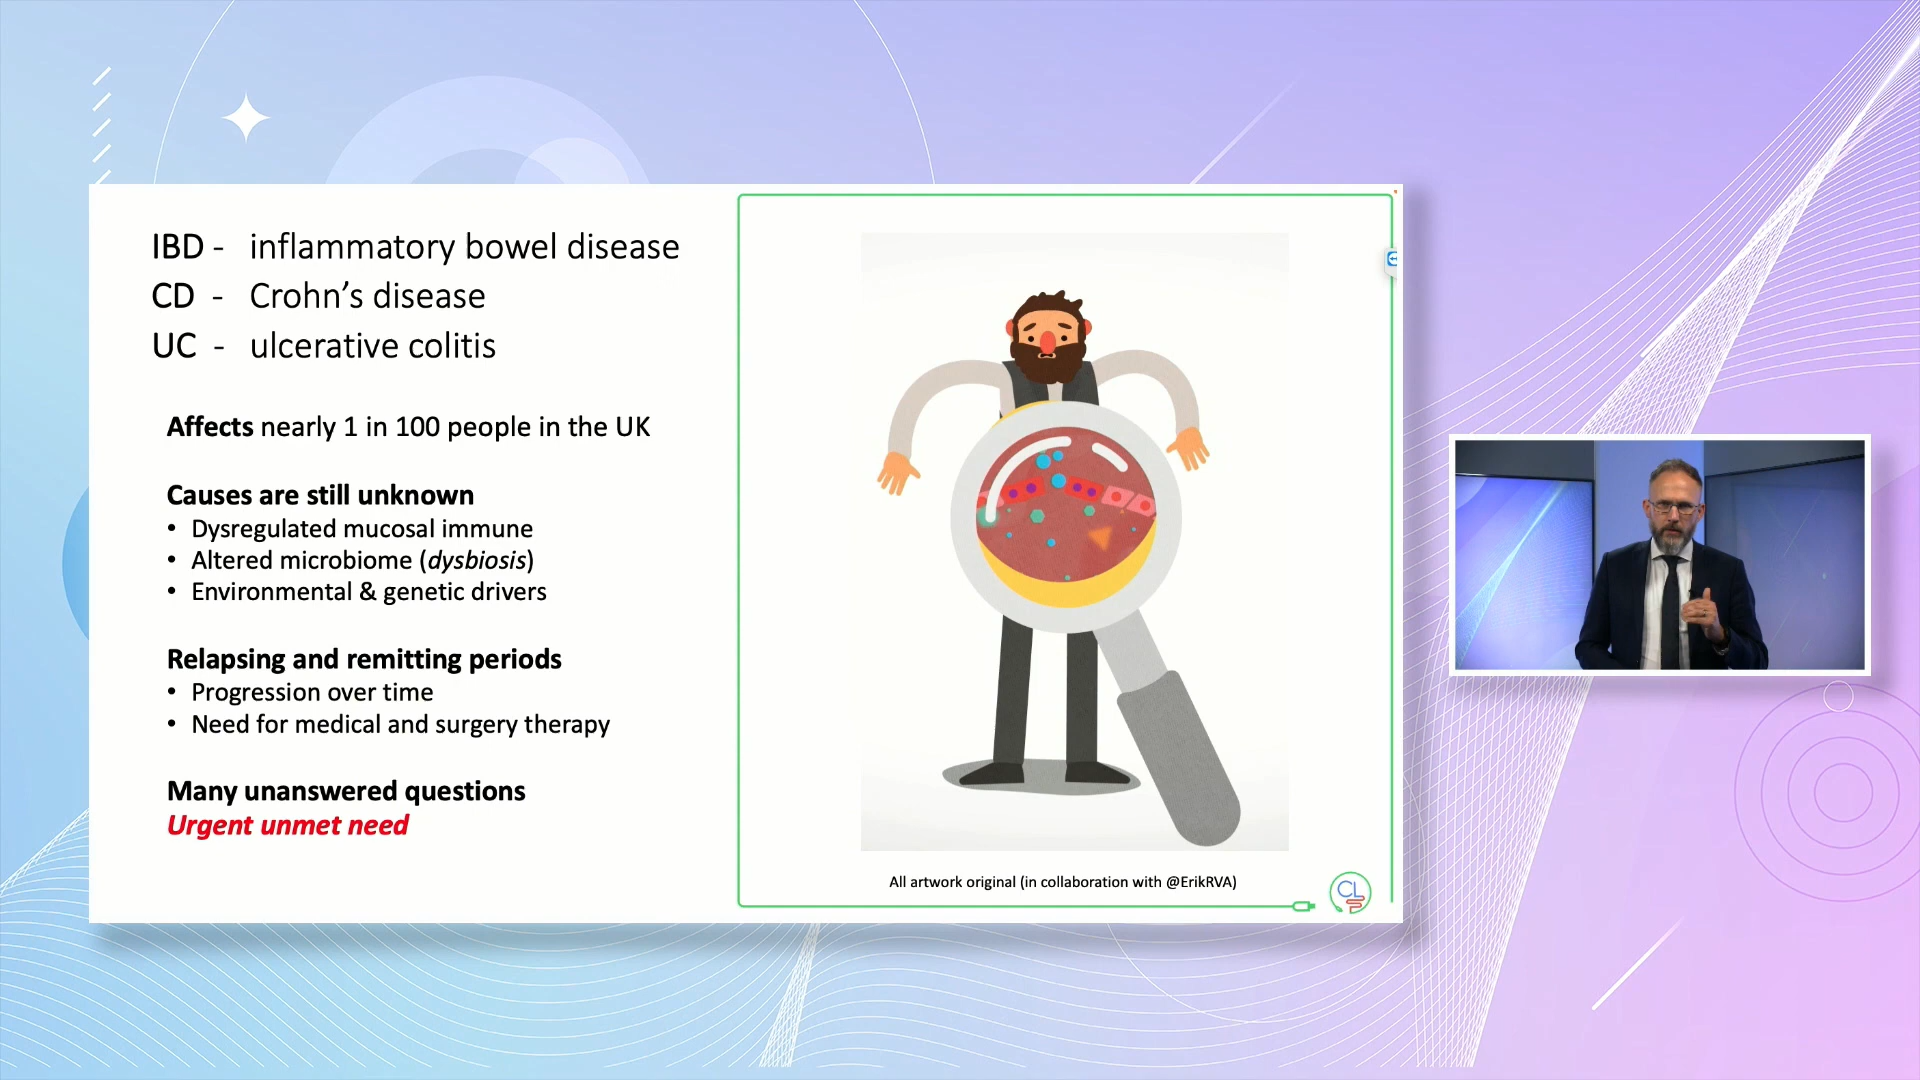 IBD - inflammatory bowel disease
CD - Crohn’s disease
UC - ulcerative colitis
Affects nearly 1 in 100 people in the UK
Causes are still unknown
• Dysregulated mucosal immune
• Altered microbiome (dysbiosis)
• Environmental & genetic drivers
Relapsing and remitting periods
• Progression over time
• Need for medical and surgery therapy
Many unanswered questions
Urgent unmet need
All artwork original (in collaboration with @ErikRVA)
CL